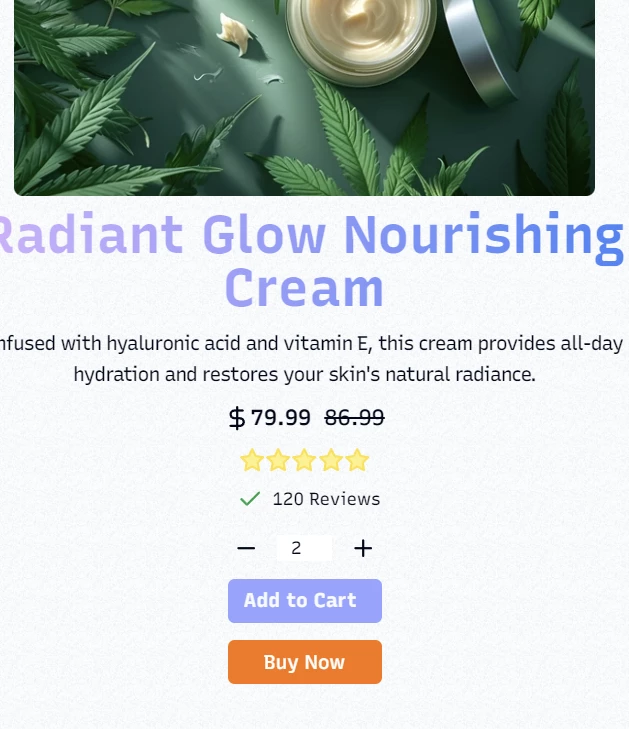 Radiant Glow Nourishing
Cream
nfused with hyaluronic acid and vitamin E, this cream provides all-day
hydration and restores your skin's natural radiance.
$ 79.99 86.99
120 Reviews
2
Add to Cart
Buy Now